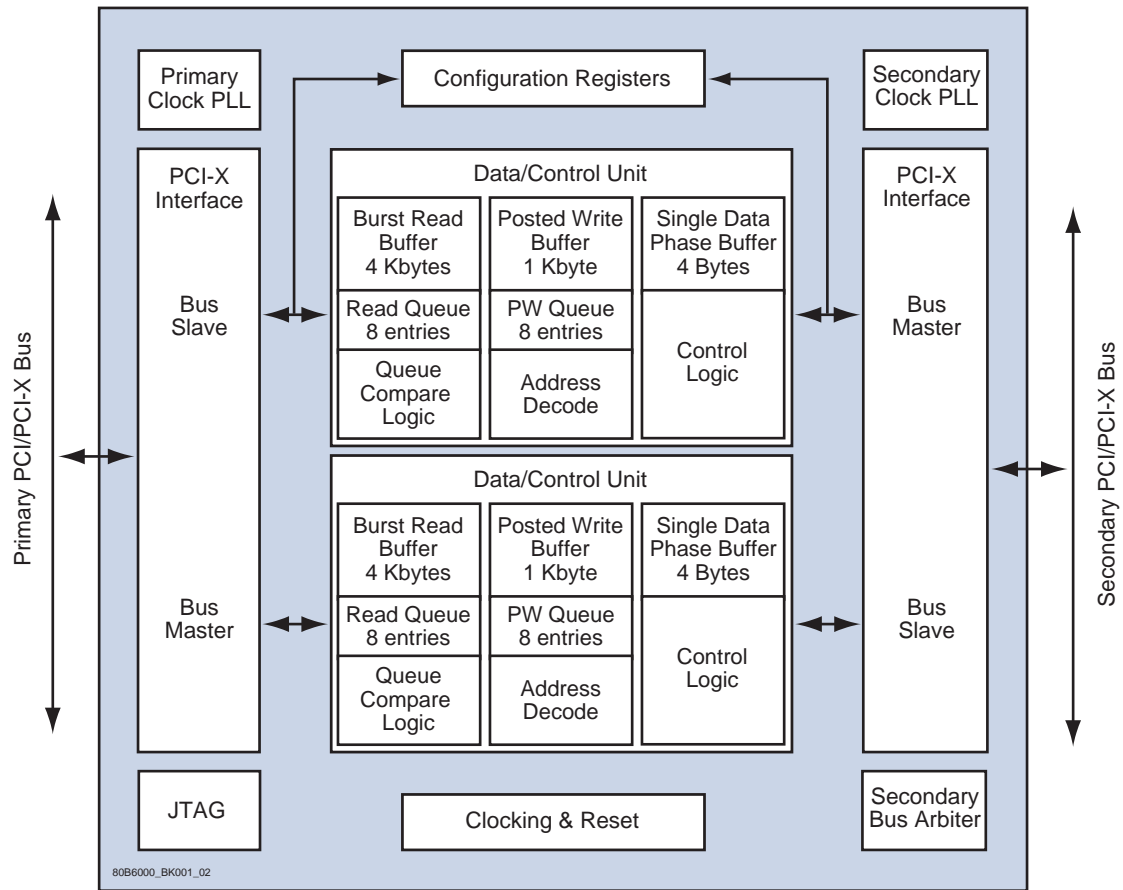 Primary
Clock PLL
Configuration Registers
Secondary
Clock PLL
PCI-X
Interface
Bus
Slave
Bus
Master
Primary PCI/PCI-X Bus
Data/Control Unit
Burst Read
Buffer
4 Kbytes
Posted Write
Buffer
1 Kbyte
Single Data
Phase Buffer
4 Bytes
Read Queue
8 entries
PW Queue
8 entries
Control
Logic
Queue
Compare
Logic
Address
Decode
Data/Control Unit
Burst Read
Buffer
4 Kbytes
Posted Write
Buffer
1 Kbyte
Single Data
Phase Buffer
4 Bytes
Read Queue
8 entries
PW Queue
8 entries
Control
Logic
Queue
Compare
Logic
Address
Decode
PCI-X
Interface
Bus
Master
Bus
Slave
Secondary PCI/PCI-X Bus
JTAG
Clocking & Reset
Secondary
Bus Arbiter
80B6000_BK001_02